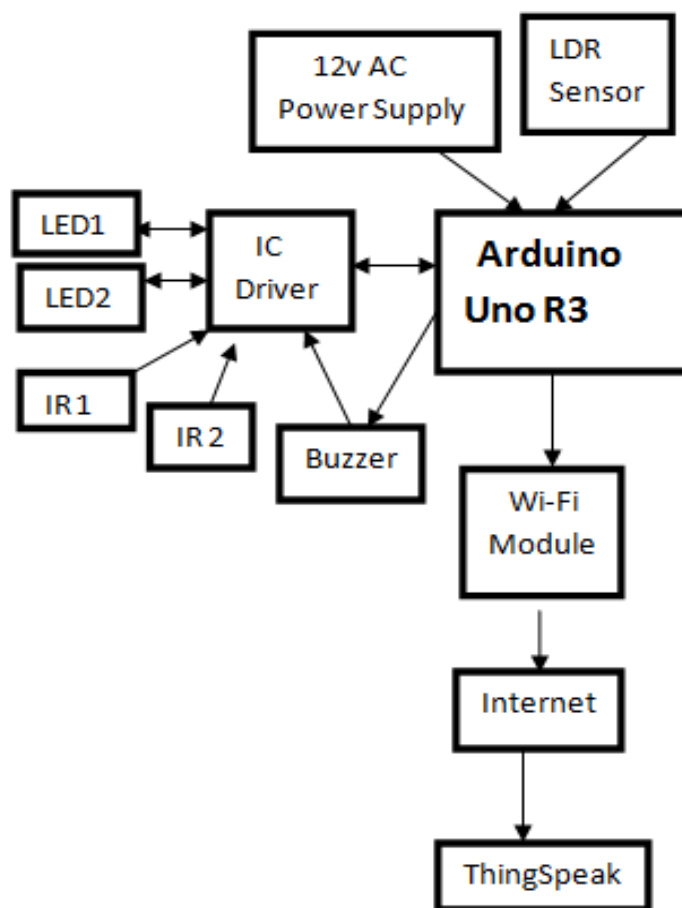 12v AC
Power Supply
LDR
Sensor
LED1
LED2
IC
Driver
Arduino
Uno R3
IR 1
IR 2
Buzzer
Wi-Fi
Module
Internet
ThingSpeak